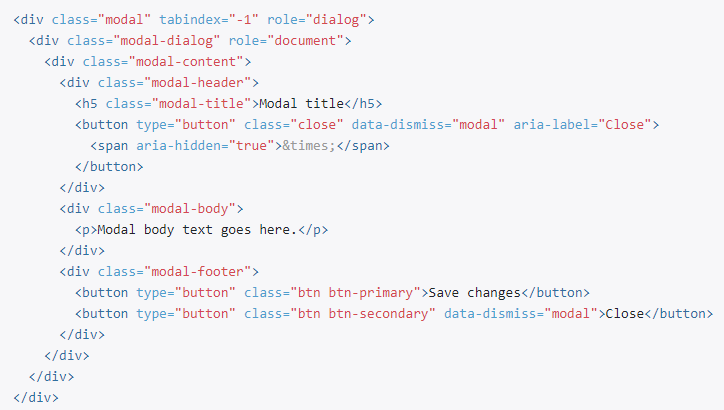 <div class="modal" tabindex="-1" role="dialog">
  <div class="modal-dialog" role="document">
    <div class="modal-content">
      <div class="modal-header">
        <h5 class="modal-title">Modal title</h5>
        <button type="button" class="close" data-dismiss="modal" aria-label="Close">
          <span aria-hidden="true">&times;</span>
        </button>
      </div>
      <div class="modal-body">
        <p>Modal body text goes here.</p>
      </div>
      <div class="modal-footer">
        <button type="button" class="btn btn-primary">Save changes</button>
        <button type="button" class="btn btn-secondary" data-dismiss="modal">Close</button>
      </div>
    </div>
  </div>
</div>